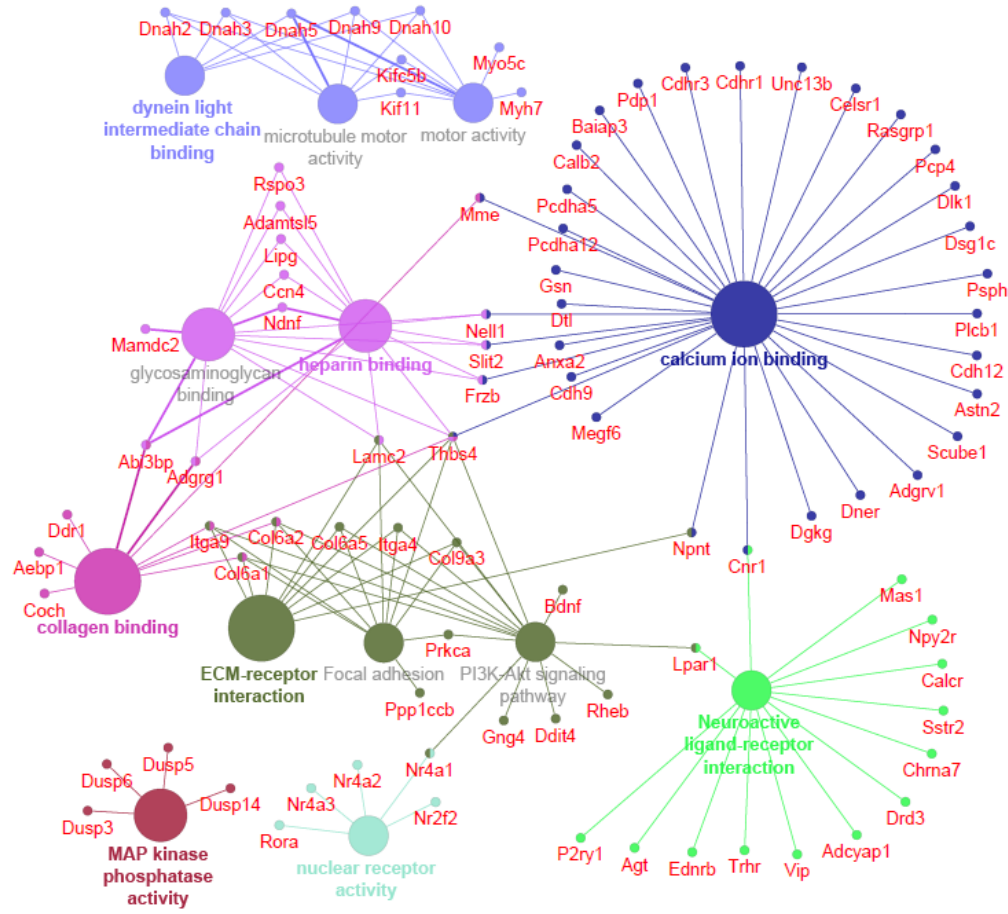 Dnah2 Dnah3 Dnah5 Dnah9 Dnah10
Kifc5b Myo5c
Kif11 Myh7
dynein light
intermediate chain
binding
microtubule motor
activity
motor activity
Cdhr3 Cdhr1 Unc13b
Pdp1 Celsr1
Baiap3 Rasgrp1
Calb2 Pcp4
Pcdha5 Dlk1
Pcdha12 Dsg1c
Gsn Psph
Dtl Plcb1
Anxa2 Cdh12
Cdh9 Astn2
Megf6 Scube1
Adgrv1
Dner
Dgkg
calcium ion binding
Rspo3
Adamtsl5
Lipg
Ccn4
Ndnf
Mme
Nell1
Slit2
Frzb
Mamdc2
glycosaminoglycan
binding
heparin binding
Abi3bp
Adgrg1
Lamc2 Thbs4
Ddr1
Aebp1
Coch
collagen binding
Itga9 Col6a2 Col6a5 Itga4 Col9a3
Col6a1
Npnt Cnr1
Bdnf
Prkca
Lpar1
ECM-receptor
interaction
Focal adhesion
PI3K-Akt signaling
pathway
Ppp1ccb
Gng4 Ddit4 Rheb
Nr4a1
Mas1
Npy2r
Calcr
Sstr2
Chrna7
Drd3
Adcyap1
Vip
Trhr
Ednrb
Agt
P2ry1
Neuroactive
ligand-receptor
interaction
Dusp5
Dusp6
Dusp14
Dusp3
MAP kinase
phosphatase
activity
Nr4a2
Nr4a3
Nr2f2
Rora
nuclear receptor
activity